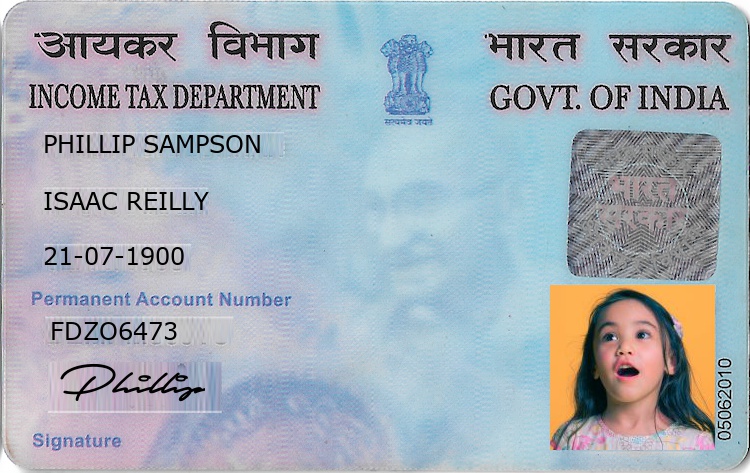 आयकर विभाग
भारत सरकार
INCOME TAX DEPARTMENT
GOVT. OF INDIA
सत्यमेव जयते
PHILLIP SAMPSON
ISAAC REILLY
21-07-1900
भारत
सरकार
Permanent Account Number
FDZO6473
Phillip
Signature
05062010